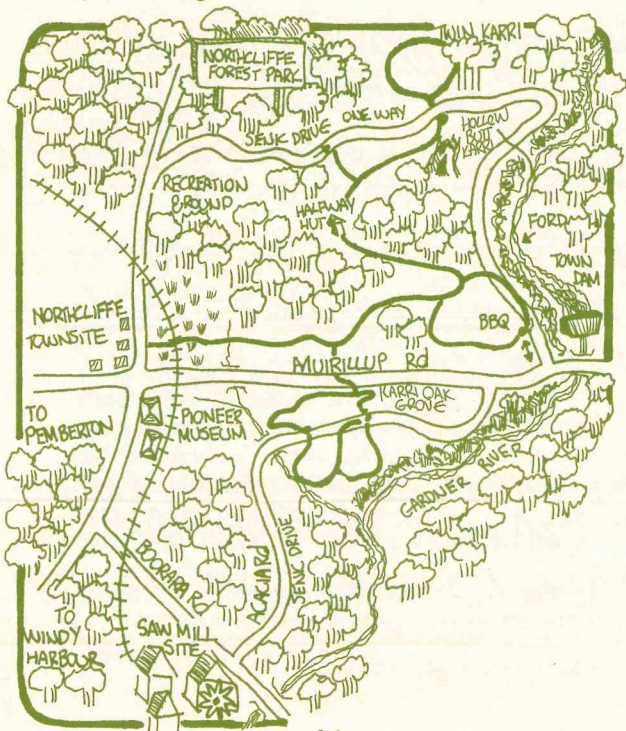 TWIN KARRI
NORTHCLIFFE
FOREST PARK
SENIC DRIVE ONE WAY
HOLLOW
BUTT
KARRI
RECREATION
GROUND
HALFWAY
HUT
FORD
TOWN
DAM
NORTHCLIFFE
TOWNSITE
BBQ
MUIRILLUP Rd
KARRI OAK
GROVE
TO
PEMBERTON
PIONEER
MUSEUM
GARDNER RIVER
BOORARA Rd
ACACIA Rd
SENIC DRIVE
TO
WINDY
HARBOUR
SAW MILL
SITE